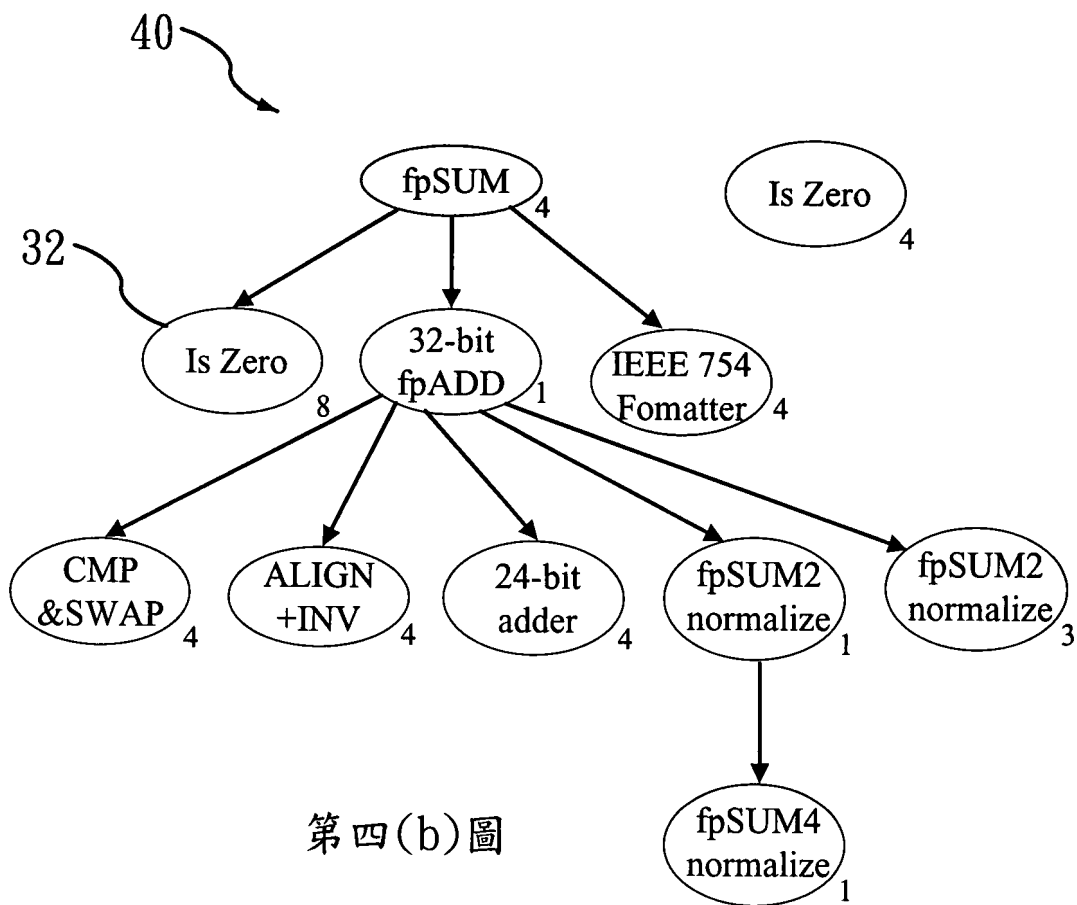 40
fpSUM
4
Is Zero
4
32
Is Zero
8
32-bit
fpADD
1
IEEE 754
Fomatter
4
CMP
&SWAP
4
ALIGN
+INV
4
24-bit
adder
4
fpSUM2
normalize
1
fpSUM2
normalize
3
fpSUM4
normalize
1
第四(b)圖